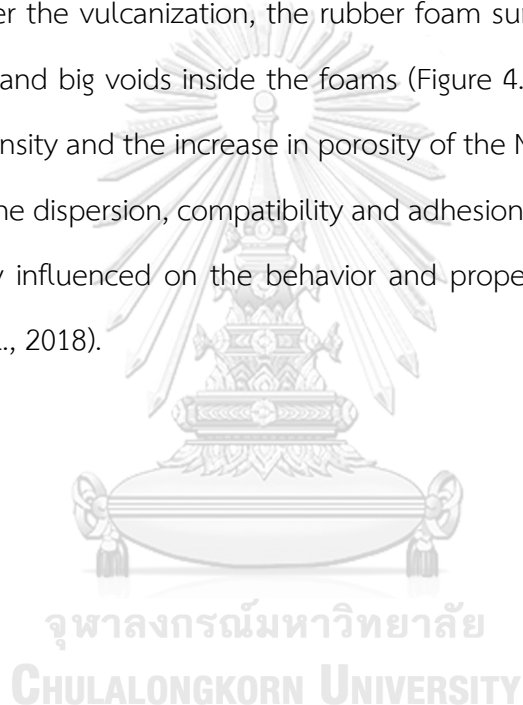 er the vulcanization, the rubber foam sur
and big voids inside the foams (Figure 4.
nsity and the increase in porosity of the N
ne dispersion, compatibility and adhesion
y influenced on the behavior and prope
., 2018).
จุฬาลงกรณ์มหาวิทยาลัย
CHULALONGKORN UNIVERSITY